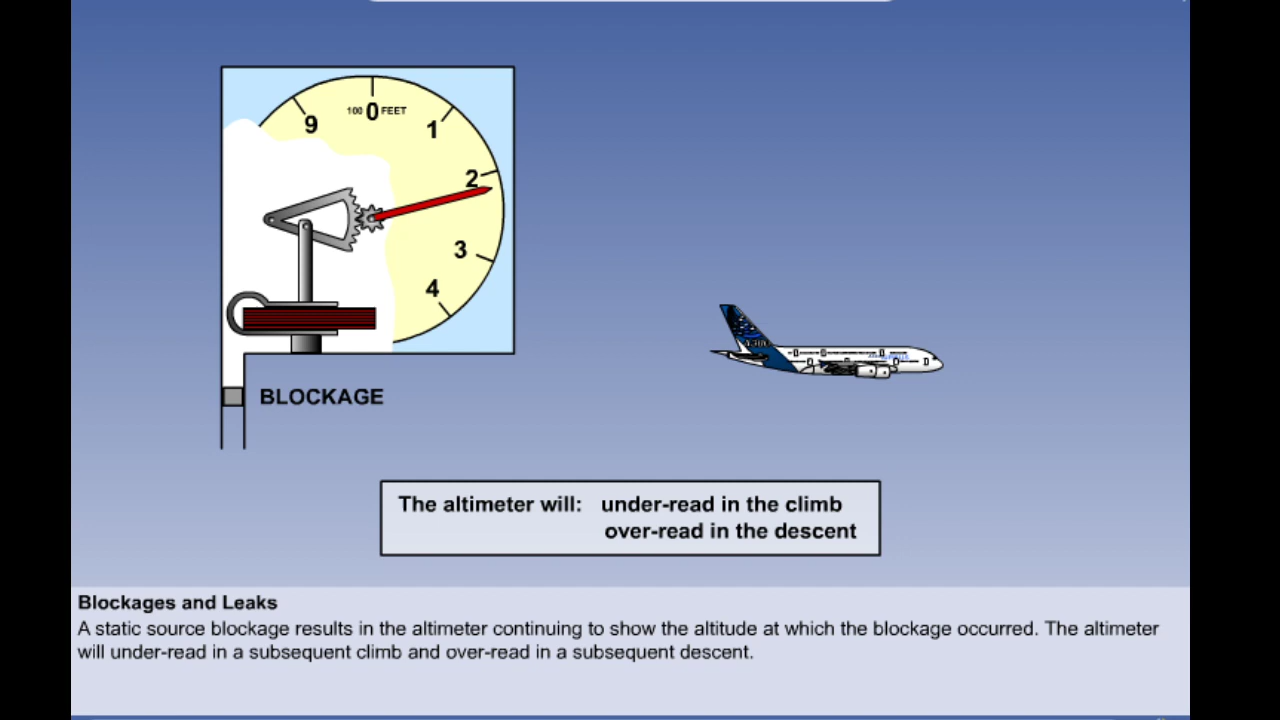 100 0 FEET
9
1
2
3
4
A380
BLOCKAGE
The altimeter will: under-read in the climb
over-read in the descent
Blockages and Leaks
A static source blockage results in the altimeter continuing to show the altitude at which the blockage occurred. The altimeter
will under-read in a subsequent climb and over-read in a subsequent descent.